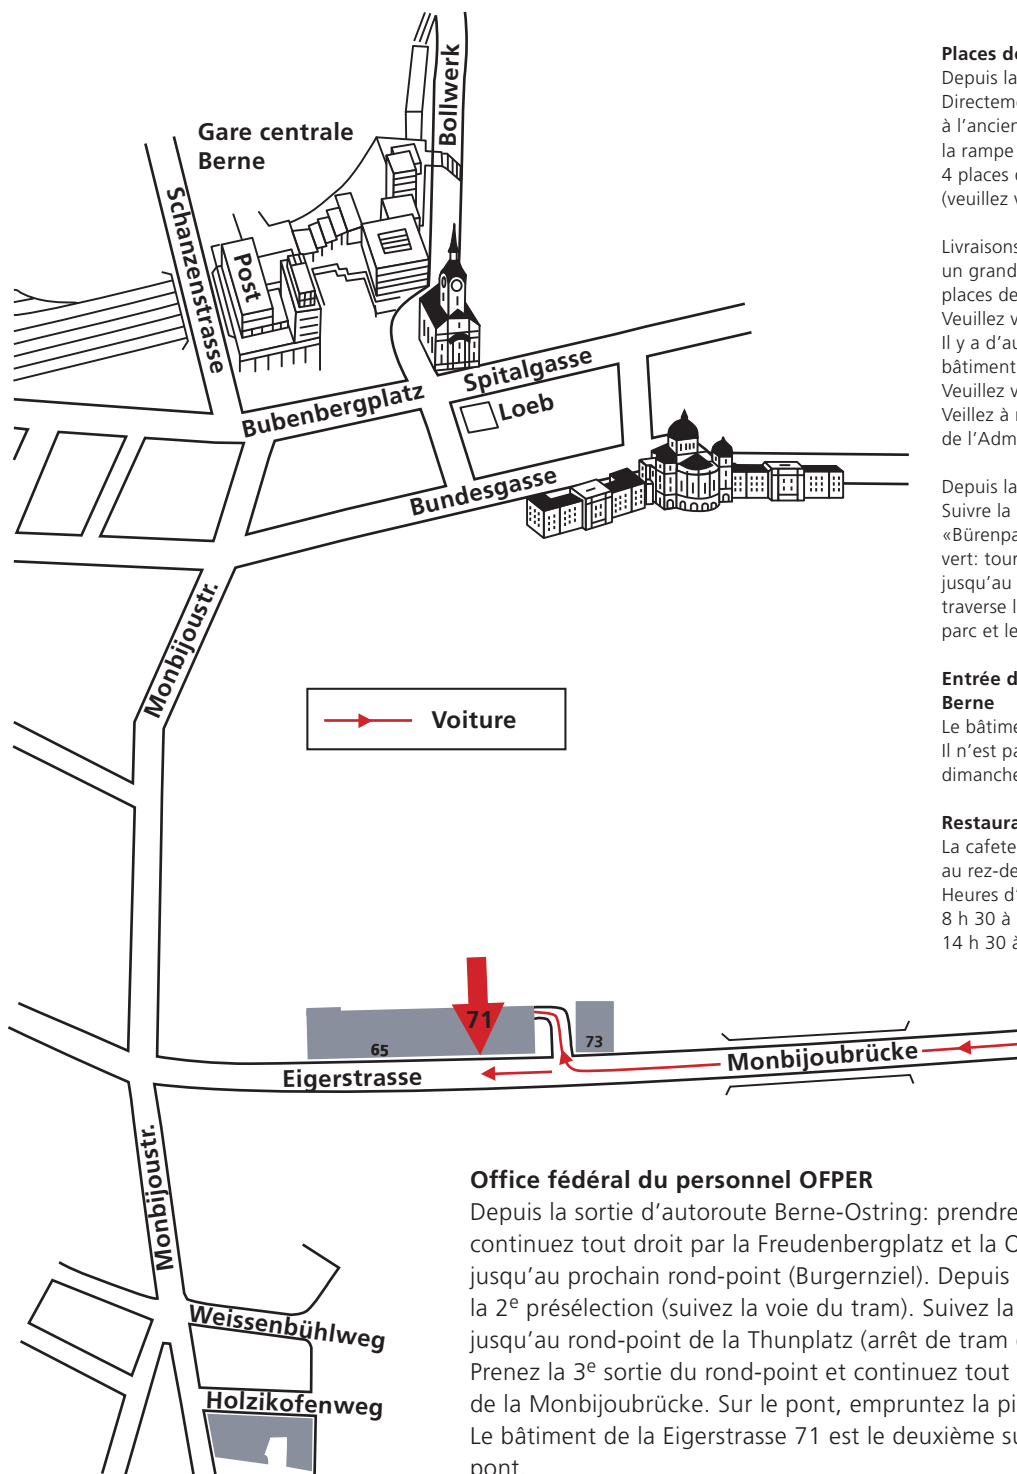 Bollwerk
Gare centrale
Berne
Schanzenstrasse
Post
Spitalgasse
Bubenbergplatz
Loeb
Bundesgasse
Monbijoustr.
Voiture
71
65
73
Eigerstrasse
Monbijoubrücke
Monbijoustr.
Weissenbühlweg
Holzikofenweg
Places d
Depuis la
Directem
à l’ancien
la rampe
4 places
(veuillez v
Livraisons
un grand
places de
Veuillez v
Il y a d’au
bâtiment
Veuillez v
Veillez à
de l’Adm
Depuis la
Suivre la
«Bürenpa
vert: tour
jusqu’au
traverse l
parc et le
Entrée d
Berne
Le bâtime
Il n’est pa
dimanche
Restaura
La cafete
au rez-de
Heures d’
8 h 30 à
14 h 30 à
Office fédéral du personnel OFPER
Depuis la sortie d’autoroute Berne-Ostring: prendre
continuez tout droit par la Freudenbergplatz et la
jusqu’au prochain rond-point (Burgernziel). Depuis
la 2e présélection (suivez la voie du tram). Suivez la
jusqu’au rond-point de la Thunplatz (arrêt de tram
Prenez la 3e sortie du rond-point et continuez tout
de la Monbijoubrücke. Sur le pont, empruntez la pi
Le bâtiment de la Eigerstrasse 71 est le deuxième su
pont.